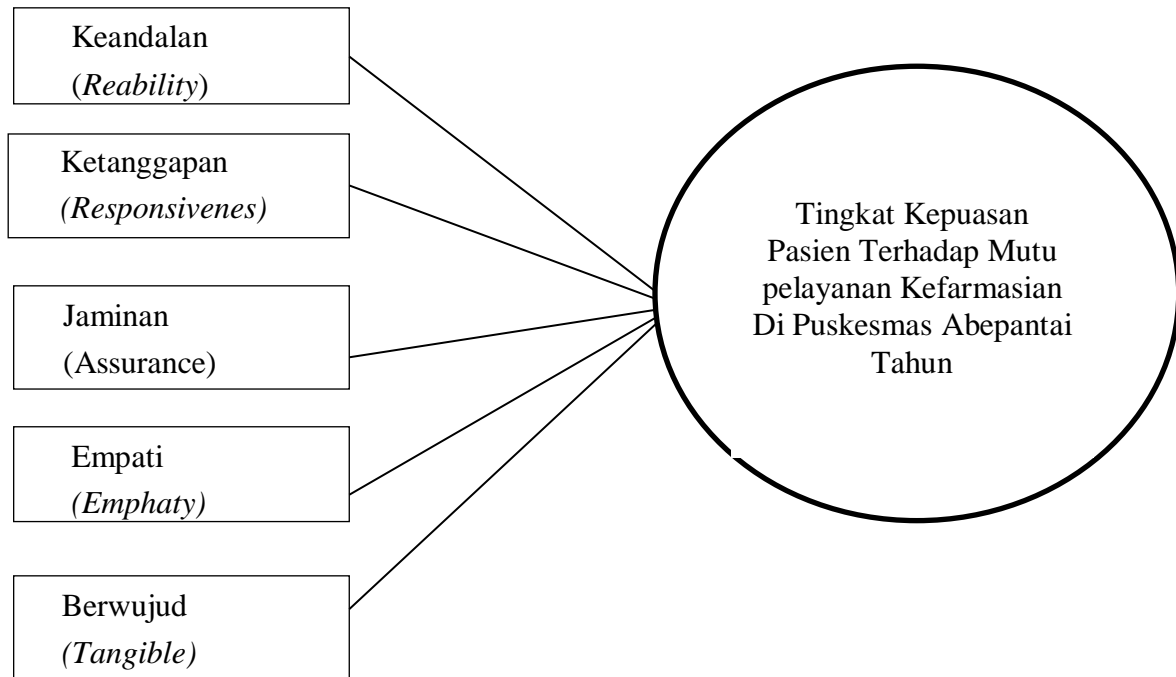 Keandalan
(Reability)
Ketanggapan
(Responsivenes)
Jaminan
(Assurance)
Empati
(Emphaty)
Berwujud
(Tangible)
Tingkat Kepuasan
Pasien Terhadap Mutu
pelayanan Kefarmasian
Di Puskesmas Abepantai
Tahun